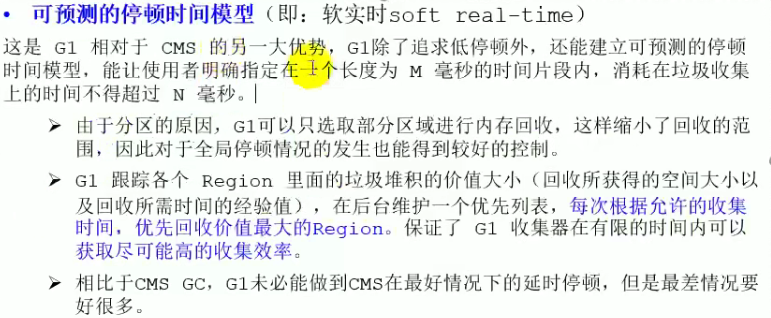 • 可预测的停顿时间模型（即：软实时soft real-time）
这是 G1 相对于 CMS 的另一大优势，G1除了追求低停顿外，还能建立可预测的停顿
时间模型，能让使用者明确指定在一个长度为 M 毫秒的时间片段内，消耗在垃圾收集
上的时间不得超过 N 毫秒。
➢ 由于分区的原因，G1可以只选取部分区域进行内存回收，这样缩小了回收的范
围，因此对于全局停顿情况的发生也能得到较好的控制。
➢ G1 跟踪各个 Region 里面的垃圾堆积的价值大小（回收所获得的空间大小以
及回收所需时间的经验值），在后台维护一个优先列表，每次根据允许的收集
时间，优先回收价值最大的Region。保证了 G1 收集器在有限的时间内可以
获取尽可能高的收集效率。
➢ 相比于CMS GC，G1未必能做到CMS在最好情况下的延时停顿，但是最差情况要
好很多。